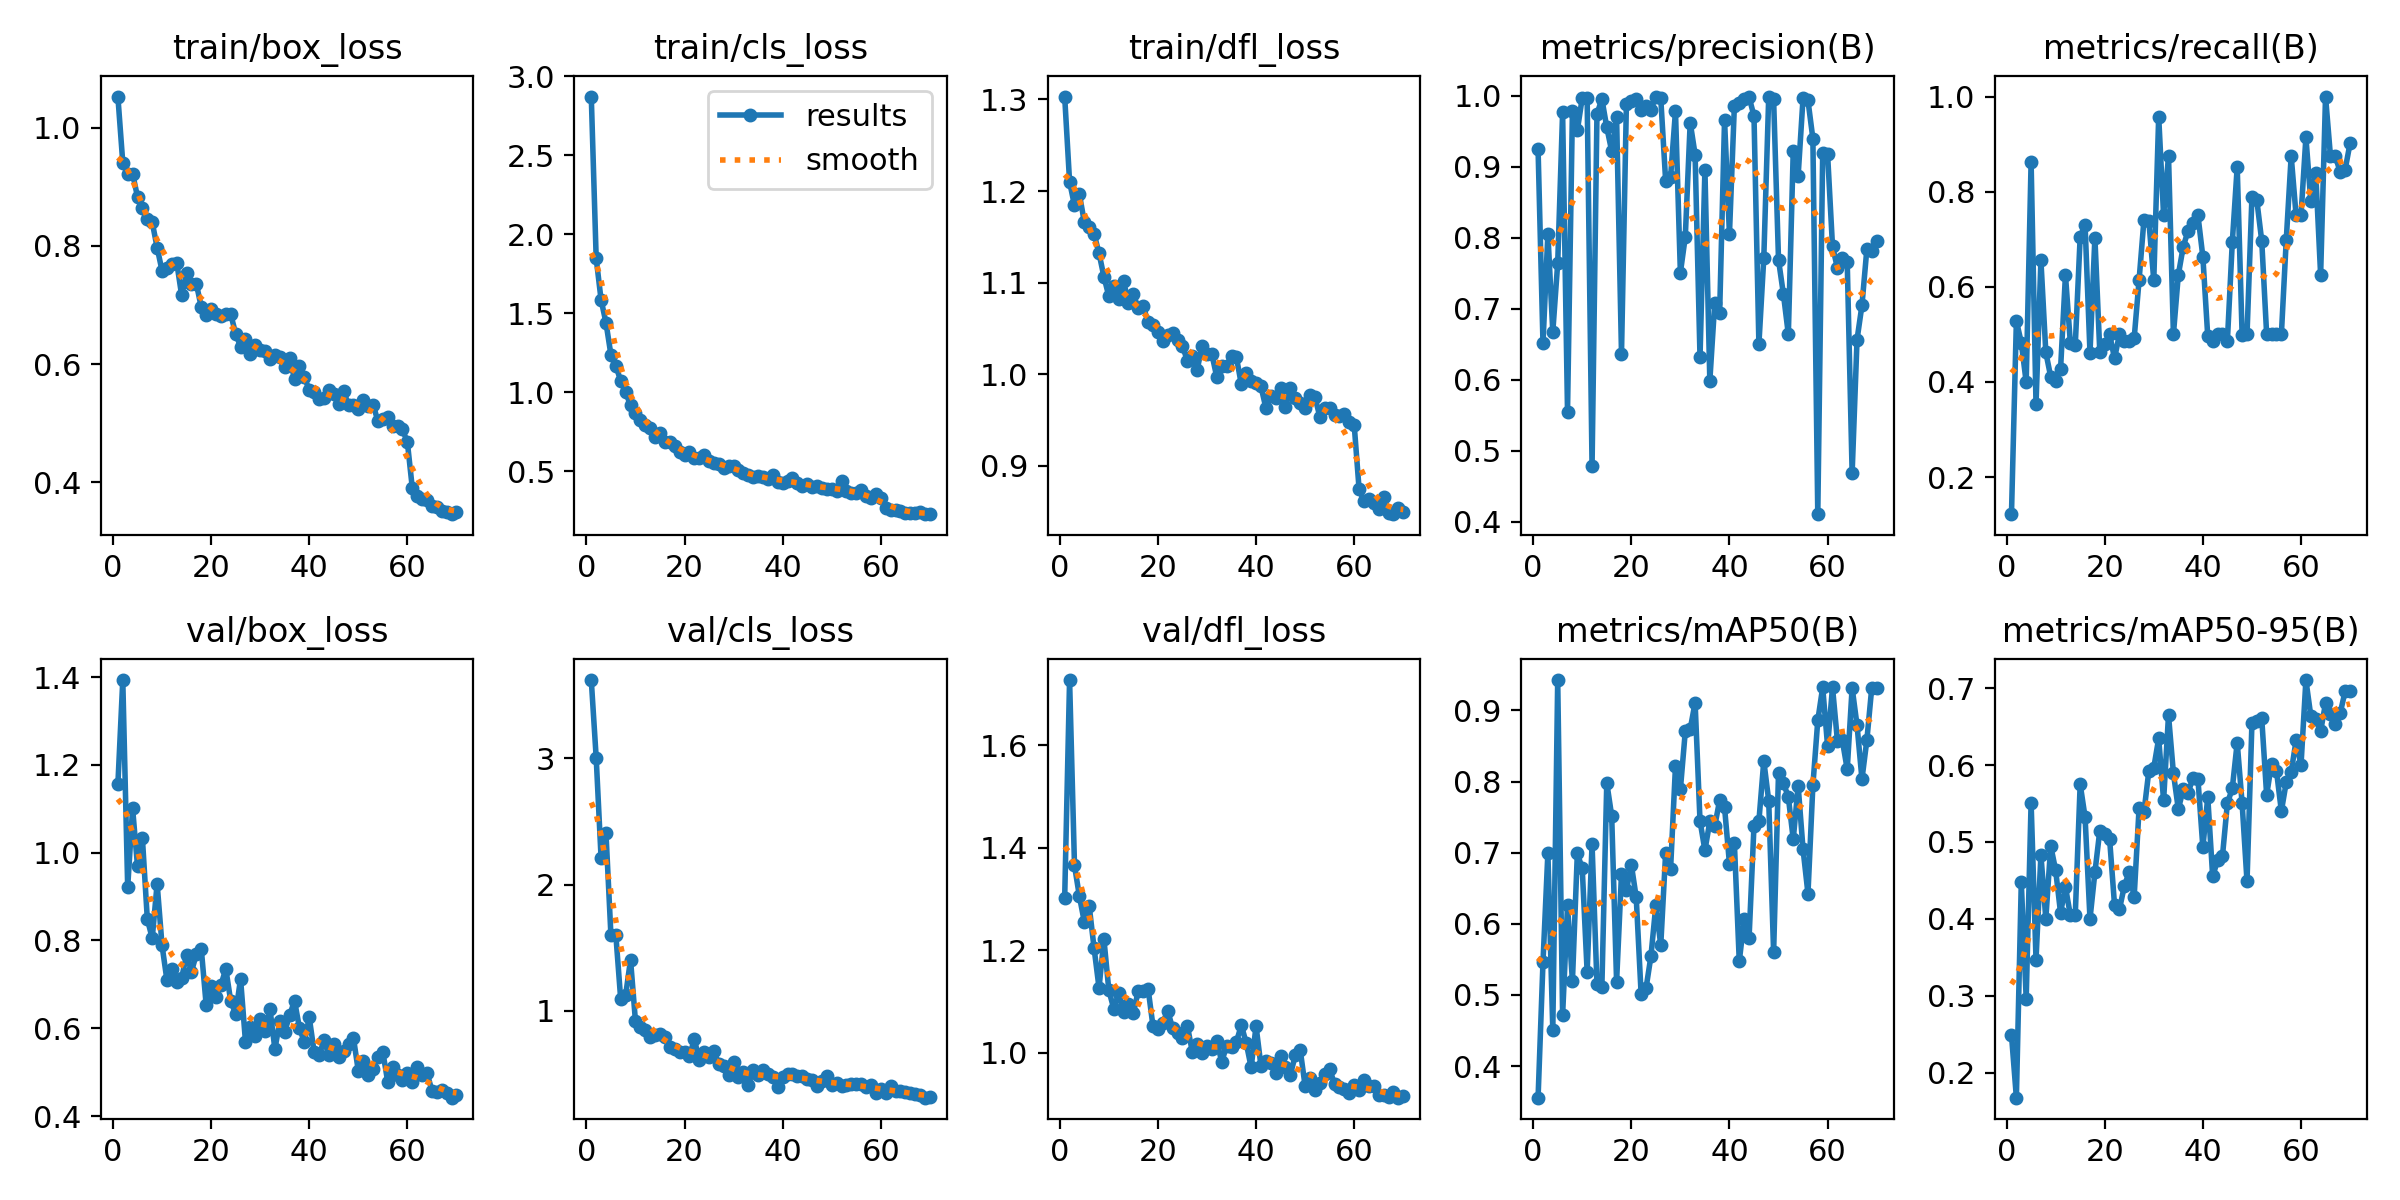 train/box_loss
1.0
0.8
0.6
0.4
0 20 40 60
train/cls_loss
3.0
2.5
2.0
1.5
1.0
0.5
0 20 40 60
results
smooth
train/dfl_loss
1.3
1.2
1.1
1.0
0.9
0 20 40 60
metrics/precision(B)
1.0
0.9
0.8
0.7
0.6
0.5
0.4
0 20 40 60
metrics/recall(B)
1.0
0.8
0.6
0.4
0.2
0 20 40 60
val/box_loss
1.4
1.2
1.0
0.8
0.6
0.4
0 20 40 60
val/cls_loss
3
2
1
0 20 40 60
val/dfl_loss
1.6
1.4
1.2
1.0
0 20 40 60
metrics/mAP50(B)
0.9
0.8
0.7
0.6
0.5
0.4
0 20 40 60
metrics/mAP50-95(B)
0.7
0.6
0.5
0.4
0.3
0.2
0 20 40 60